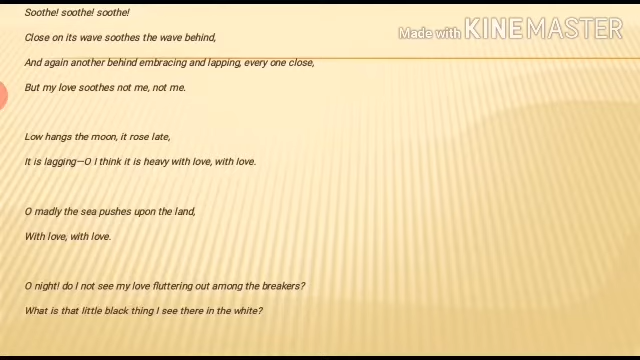 Soothe! soothe! soothe!
Made with KINEMASTER
Close on its wave soothes the wave behind,
And again another behind embracing and lapping, every one close,
But my love soothes not me, not me.
Low hangs the moon, it rose late,
It is lagging—O I think it is heavy with love, with love.
O madly the sea pushes upon the land,
With love, with love.
O night! do I not see my love fluttering out among the breakers?
What is that little black thing I see there in the white?